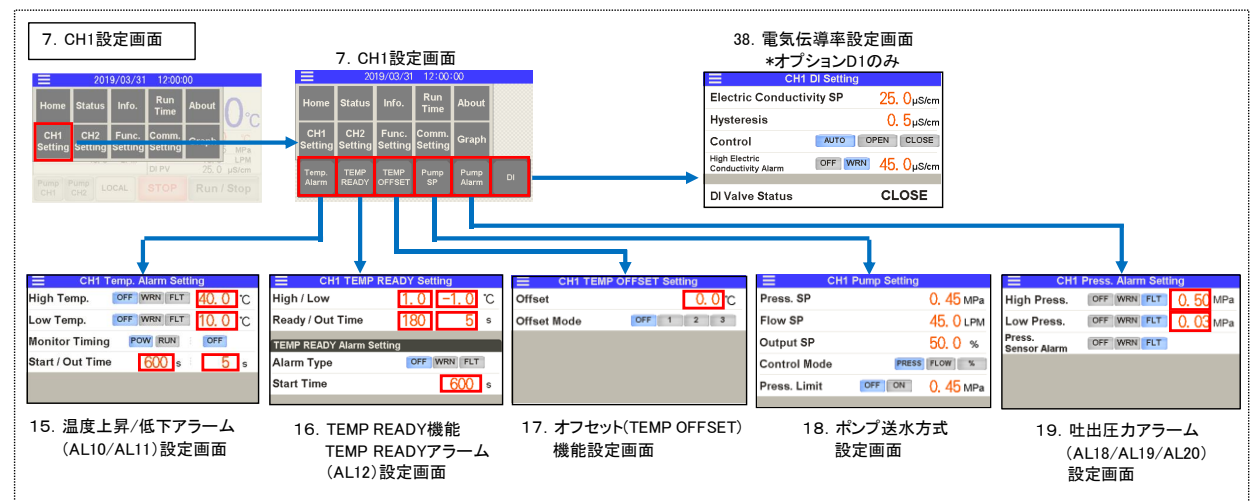 7. CH1設定画面
7. CH1設定画面
38. 電気伝導率設定画面
*オプションD1のみ
2019/03/31 12:00:00
Home Status Info. Run Time About
CH1 Setting CH2 Setting Func. Setting Comm. Setting
0℃
℃
MPa
LPM
DI PV 25.0 μS/cm
Pump CH1 Pump CH2 LOCAL STOP Run / Stop
2019/03/31 12:00:00
Home Status Info. Run Time About
CH1 Setting CH2 Setting Func. Setting Comm. Setting Graph
Temp. Alarm TEMP READY TEMP OFFSET Pump SP Pump Alarm DI
CH1 DI Setting
Electric Conductivity SP 25.0 μS/cm
Hysteresis 0.5 μS/cm
Control AUTO OPEN CLOSE
High Electric
Conductivity Alarm OFF WRN 45.0 μS/cm
DI Valve Status CLOSE
CH1 Temp. Alarm Setting
High Temp. OFF WRN FLT 40.0 ℃
Low Temp. OFF WRN FLT 10.0 ℃
Monitor Timing POW RUN : OFF
Start / Out Time 600 s : 5 s
15. 温度上昇/低下アラーム
(AL10/AL11)設定画面
CH1 TEMP READY Setting
High / Low 1.0 -1.0 ℃
Ready / Out Time 180 5 s
TEMP READY Alarm Setting
Alarm Type OFF WRN FLT
Start Time 600 s
16. TEMP READY機能
TEMP READYアラーム
(AL12)設定画面
CH1 TEMP OFFSET Setting
Offset 0.0 ℃
Offset Mode OFF 1 2 3
17. オフセット(TEMP OFFSET)
機能設定画面
CH1 Pump Setting
Press. SP 0.45 MPa
Flow SP 45.0 LPM
Output SP 50.0 %
Control Mode PRESS FLOW %
Press. Limit OFF ON 0.45 MPa
18. ポンプ送水方式
設定画面
CH1 Press. Alarm Setting
High Press. OFF WRN FLT 0.50 MPa
Low Press. OFF WRN FLT 0.03 MPa
Press.
Sensor Alarm OFF WRN FLT
19. 吐出圧力アラーム
(AL18/AL19/AL20)
設定画面